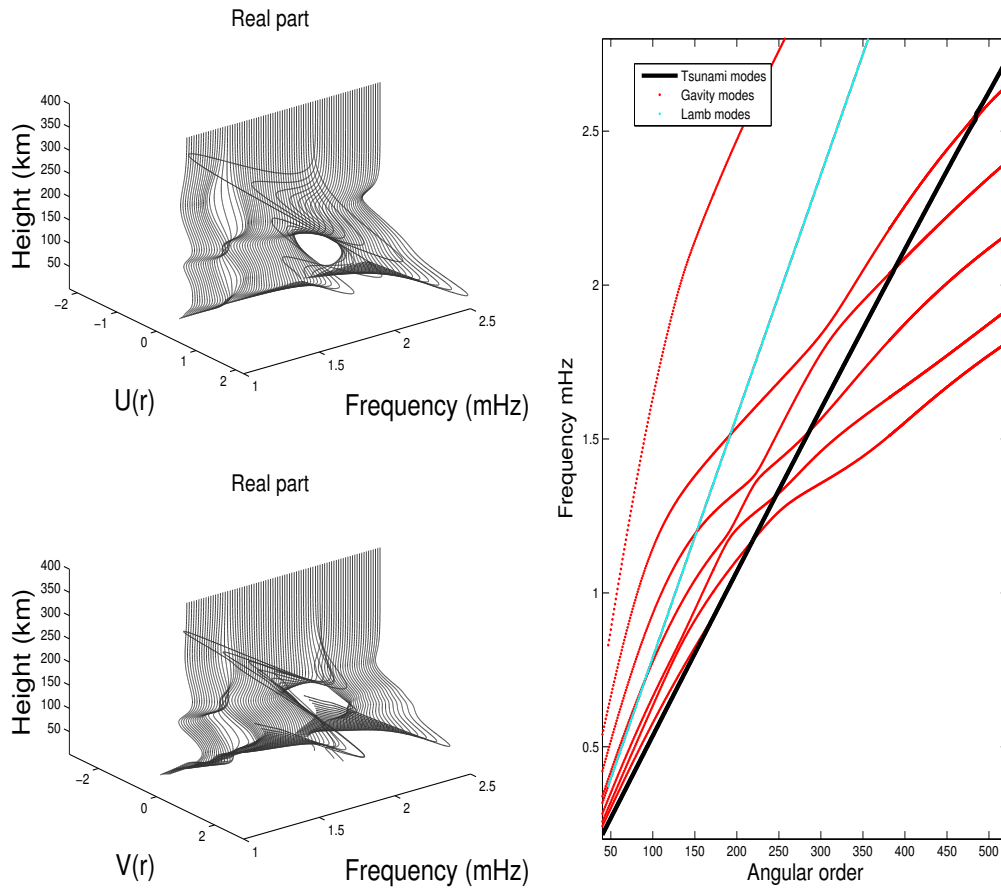 Real part
400
350
300
250
200
150
100
50
Height (km)
−2
−1
0
1
2
1
1.5
2
2.5
U(r)
Frequency (mHz)
Real part
400
350
300
250
200
150
100
50
Height (km)
−2
0
2
1
1.5
2
2.5
V(r)
Frequency (mHz)
Tsunami modes
Gavity modes
Lamb modes
2.5
2
1.5
1
0.5
Frequency mHz
50 100 150 200 250 300 350 400 450 500
Angular order